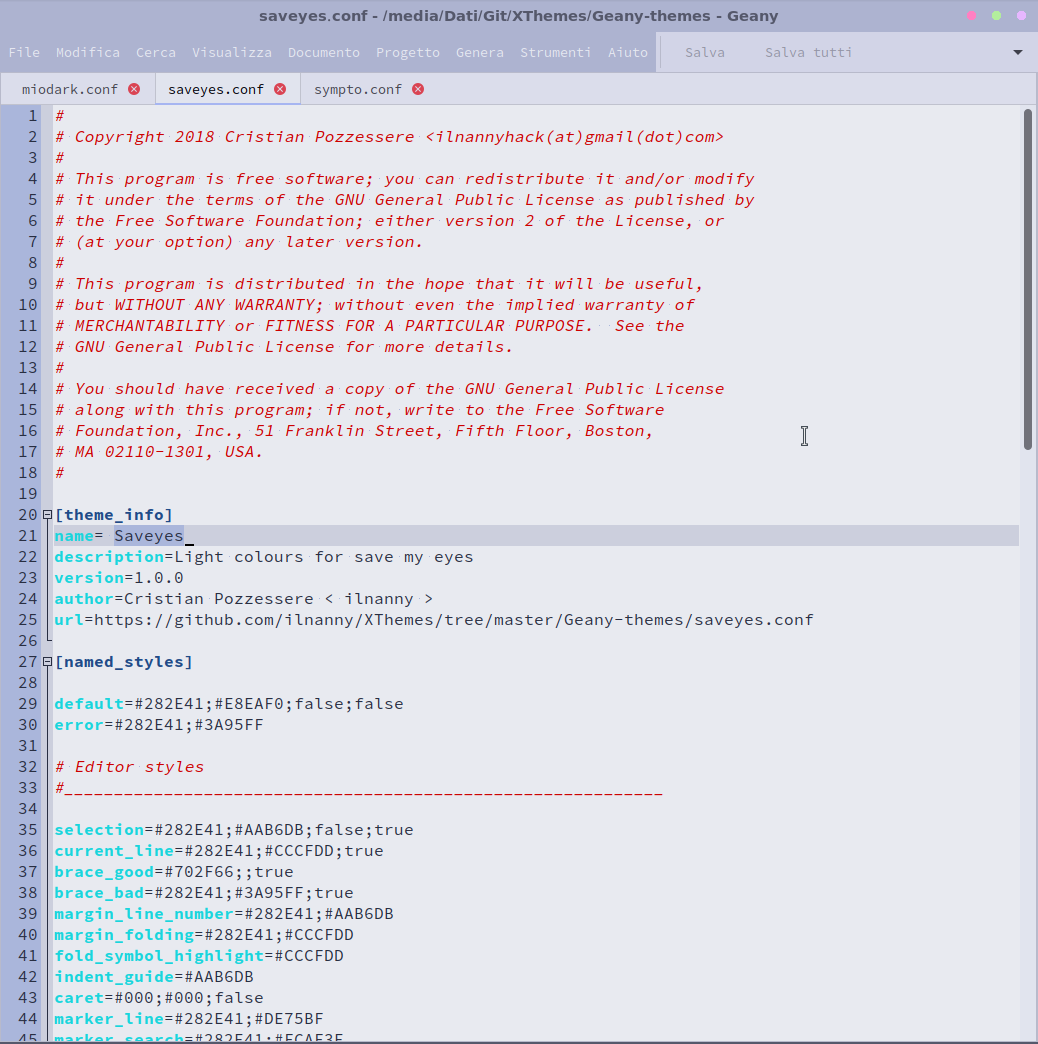 saveyes.conf - /media/Dati/Git/XThemes/Geany-themes - Geany
File Modifica Cerca Visualizza Documento Progetto Genera Strumenti Aiuto Salva Salva tutti
miodark.conf saveyes.conf sympto.conf
1 #
2 # Copyright 2018 Cristian Pozzessere <ilnannyhack(at)gmail(dot)com>
3 #
4 # This program is free software; you can redistribute it and/or modify
5 # it under the terms of the GNU General Public License as published by
6 # the Free Software Foundation; either version 2 of the License, or
7 # (at your option) any later version.
8 #
9 # This program is distributed in the hope that it will be useful,
10 # but WITHOUT ANY WARRANTY; without even the implied warranty of
11 # MERCHANTABILITY or FITNESS FOR A PARTICULAR PURPOSE.  See the
12 # GNU General Public License for more details.
13 #
14 # You should have received a copy of the GNU General Public License
15 # along with this program; if not, write to the Free Software
16 # Foundation, Inc., 51 Franklin Street, Fifth Floor, Boston,
17 # MA 02110-1301, USA.
18 #
19
20 [theme_info]
21 name= Saveyes
22 description=Light colours for save my eyes
23 version=1.0.0
24 author=Cristian Pozzessere < ilnanny >
25 url=https://github.com/ilnanny/XThemes/tree/master/Geany-themes/saveyes.conf
26
27 [named_styles]
28
29 default=#282E41;#E8EAF0;false;false
30 error=#282E41;#3A95FF
31
32 # Editor styles
33 #____________________________________________________________
34
35 selection=#282E41;#AAB6DB;false;true
36 current_line=#282E41;#CCCFDD;true
37 brace_good=#702F66;;true
38 brace_bad=#282E41;#3A95FF;true
39 margin_line_number=#282E41;#AAB6DB
40 margin_folding=#282E41;#CCCFDD
41 fold_symbol_highlight=#CCCFDD
42 indent_guide=#AAB6DB
43 caret=#000;#000;false
44 marker_line=#282E41;#DE75BF
45 marker_search=#282E41;